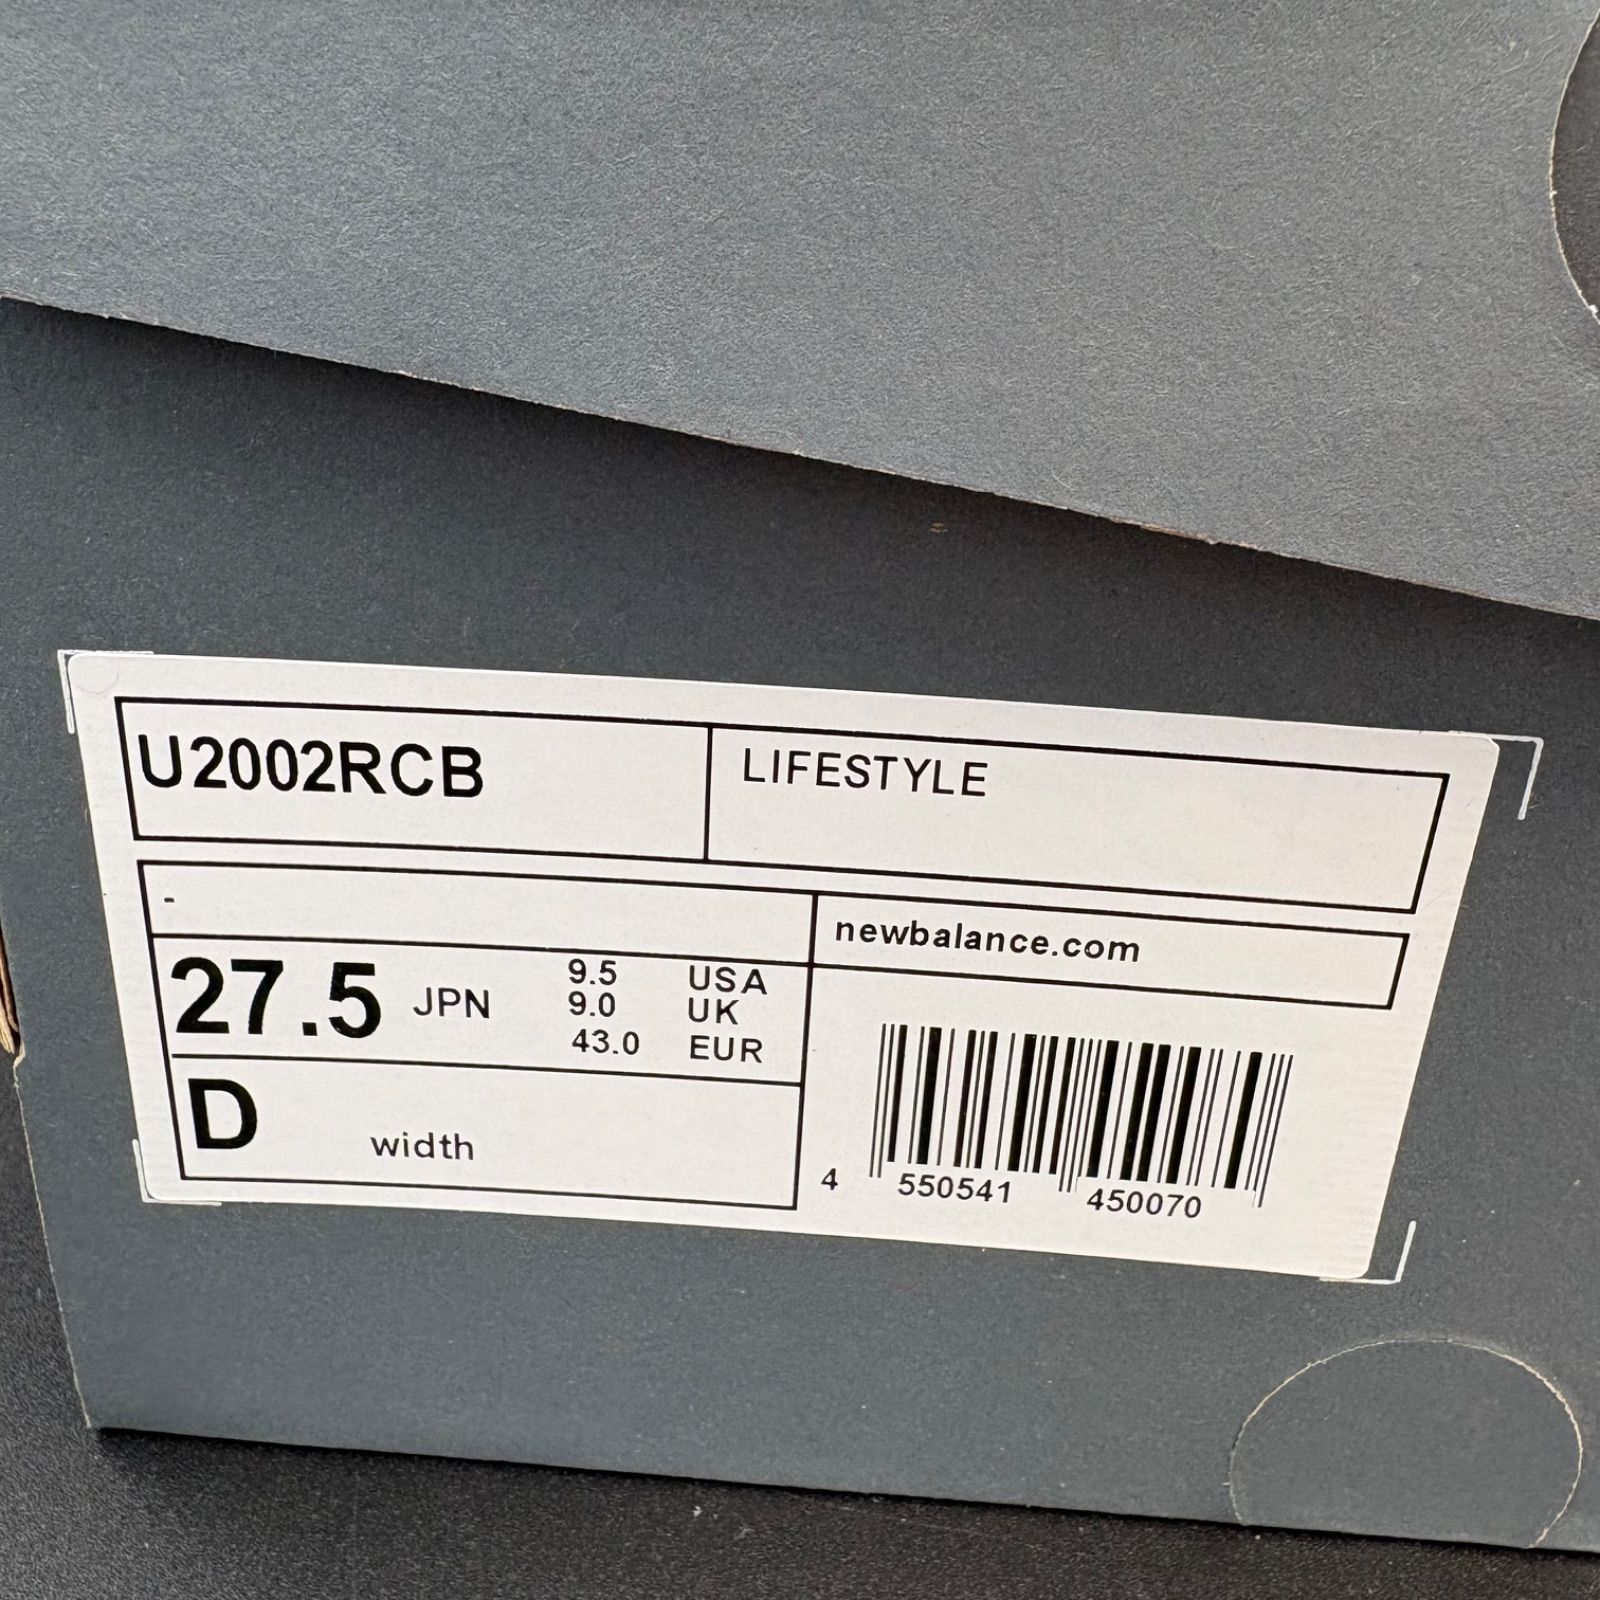 U2002RCB
LIFESTYLE
-
newbalance.com
27.5 JPN
9.5 USA
9.0 UK
43.0 EUR
D width
4 550541 450070